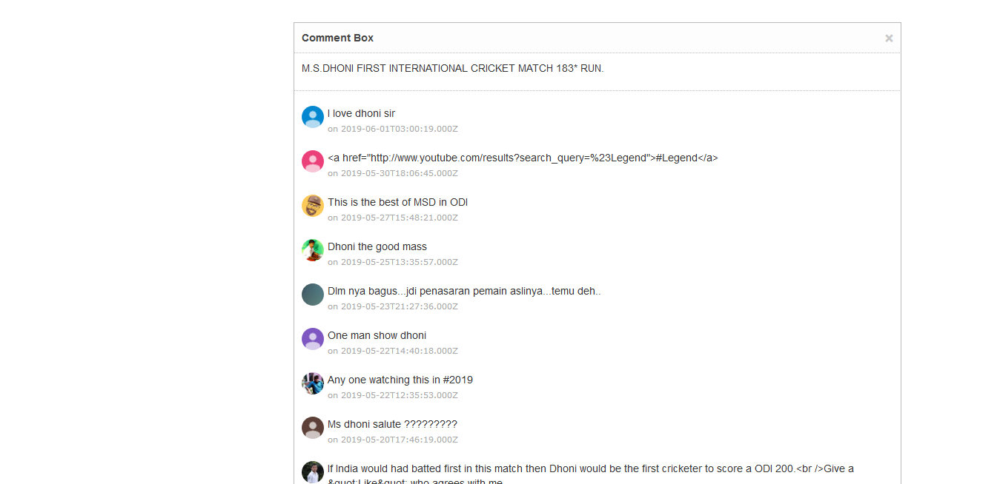 Comment Box
×
M.S.DHONI FIRST INTERNATIONAL CRICKET MATCH 183* RUN.
I love dhoni sir
on 2019-06-01T03:00:19.000Z
<a href="http://www.youtube.com/results?search_query=%23Legend">#Legend</a>
on 2019-05-30T18:06:45.000Z
This is the best of MSD in ODI
on 2019-05-27T15:48:21.000Z
Dhoni the good mass
on 2019-05-25T13:35:57.000Z
Dlm nya bagus...jdi penasaran pemain aslinya...temu deh..
on 2019-05-23T21:27:36.000Z
One man show dhoni
on 2019-05-22T14:40:18.000Z
Any one watching this in #2019
on 2019-05-22T12:35:53.000Z
Ms dhoni salute ?????????
on 2019-05-20T17:46:19.000Z
If India would had batted first in this match then Dhoni would be the first cricketer to score a ODI 200.<br />Give a
&quot;Like&quot; who agrees with me